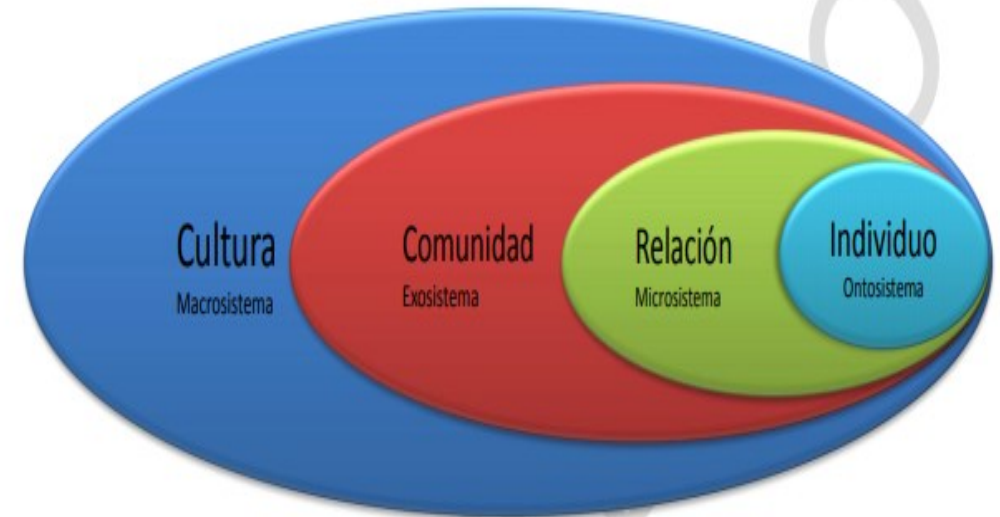 Cultura
Macrosistema
Comunidad
Exosistema
Relación
Microsistema
Individuo
Ontosistema